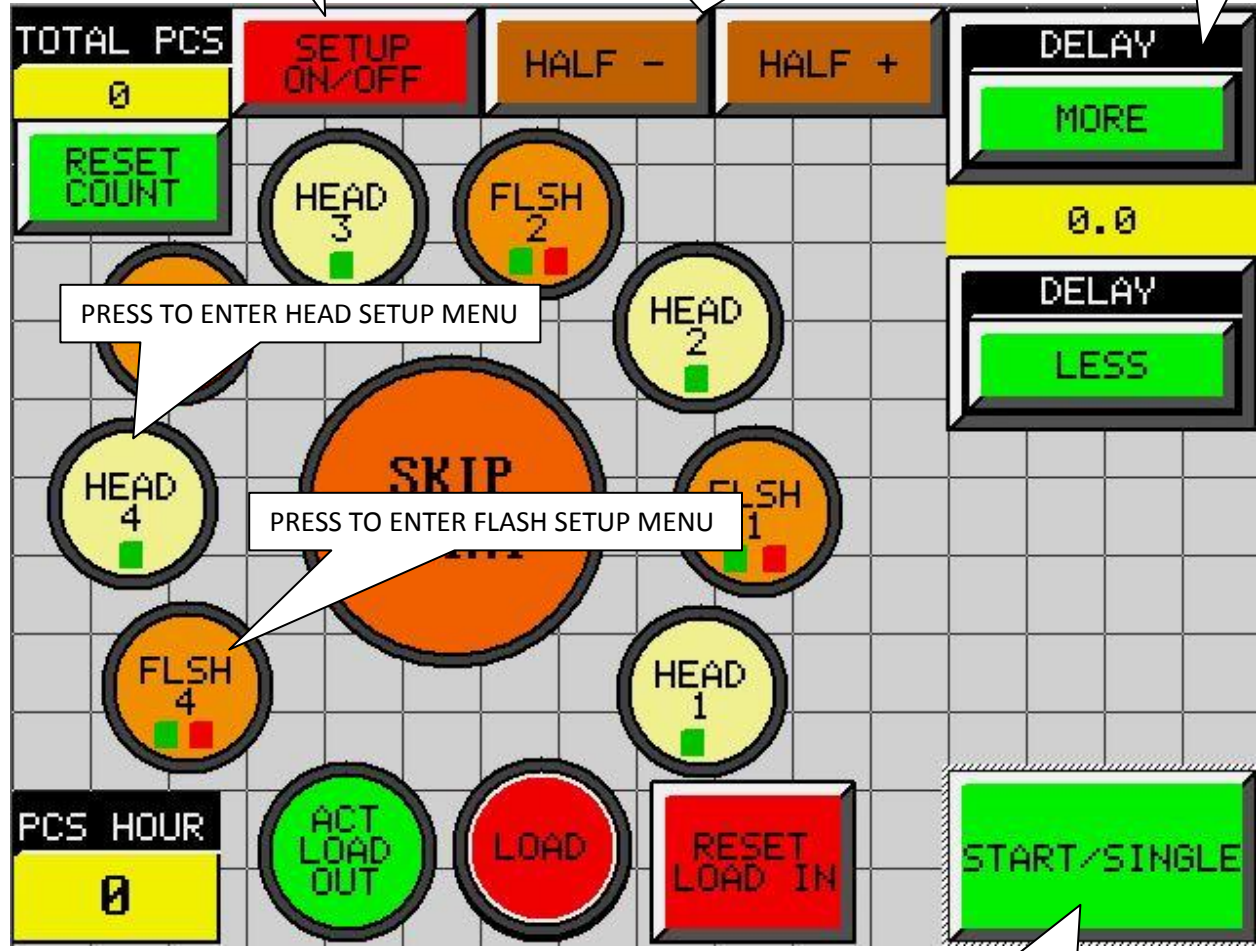 TOTAL PCS
0
SETUP
ON/OFF
HALF -
HALF +
DELAY
MORE
RESET
COUNT
HEAD
3
FLSH
2
0.0
PRESS TO ENTER HEAD SETUP MENU
HEAD
2
DELAY
LESS
HEAD
4
SKIP
FLSH
1
PRESS TO ENTER FLASH SETUP MENU
FLSH
4
HEAD
1
PCS HOUR
0
ACT
LOAD
OUT
LOAD
RESET
LOAD IN
START/SINGLE